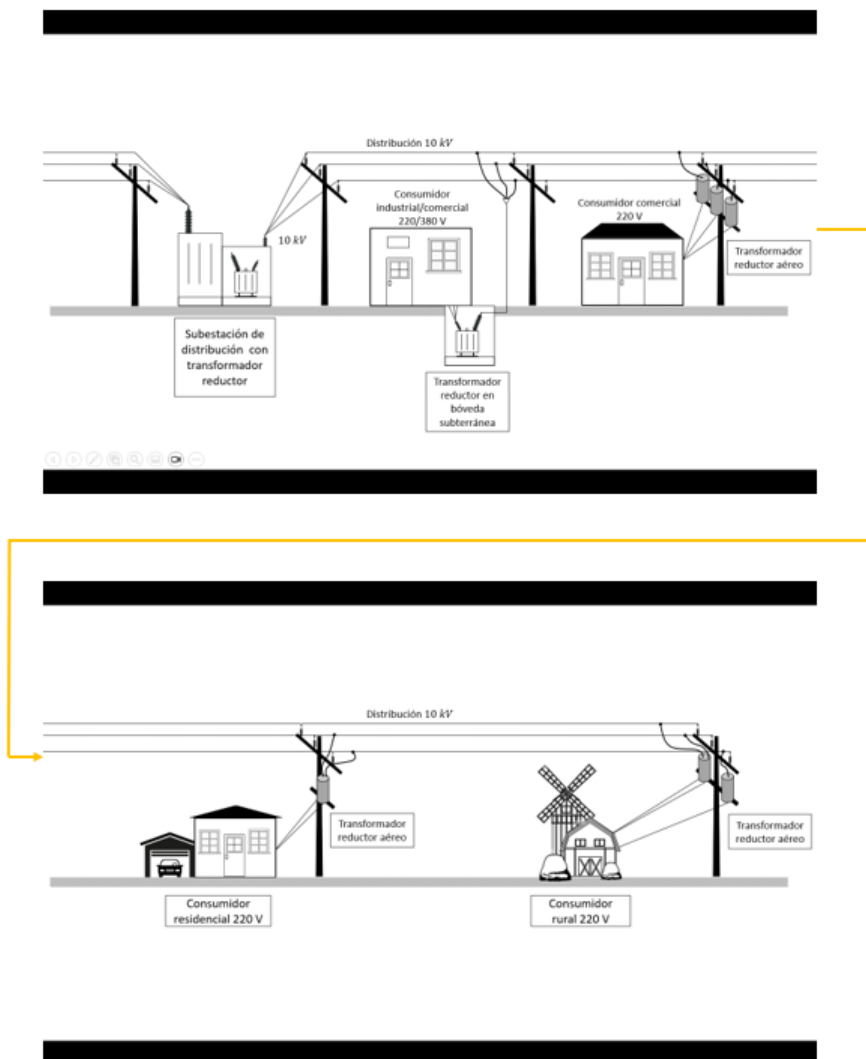 Distribución 10 kV
Consumidor
industrial/comercial
220/380 V
Consumidor comercial
220 V
10 kV
Transformador
reductor aéreo
Subestación de
distribución con
transformador
reductor
Transformador
reductor en
bóveda
subterránea
Distribución 10 kV
Transformador
reductor aéreo
Transformador
reductor aéreo
Consumidor
residencial 220 V
Consumidor
rural 220 V